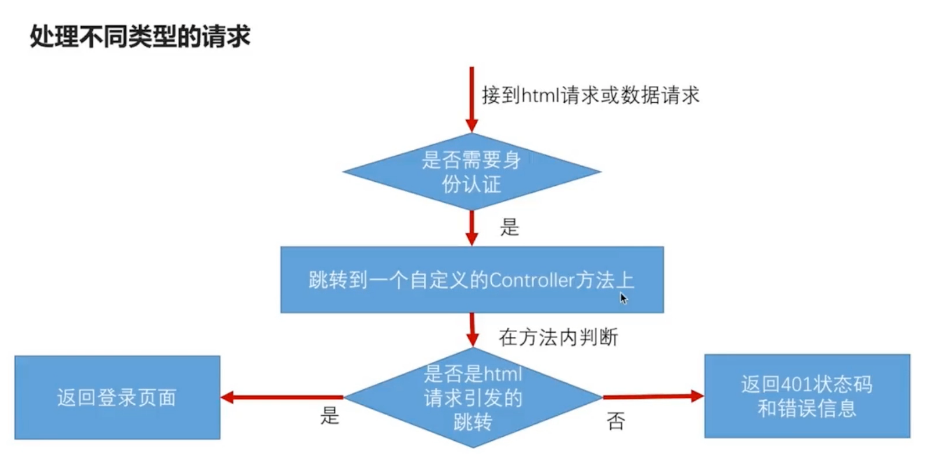 处理不同类型的请求
接到html请求或数据请求
是否需要身
份认证
是
跳转到一个自定义的Controller方法上
在方法内判断
是否是html
请求引发的
跳转
返回登录页面
是
否
返回401状态码
和错误信息